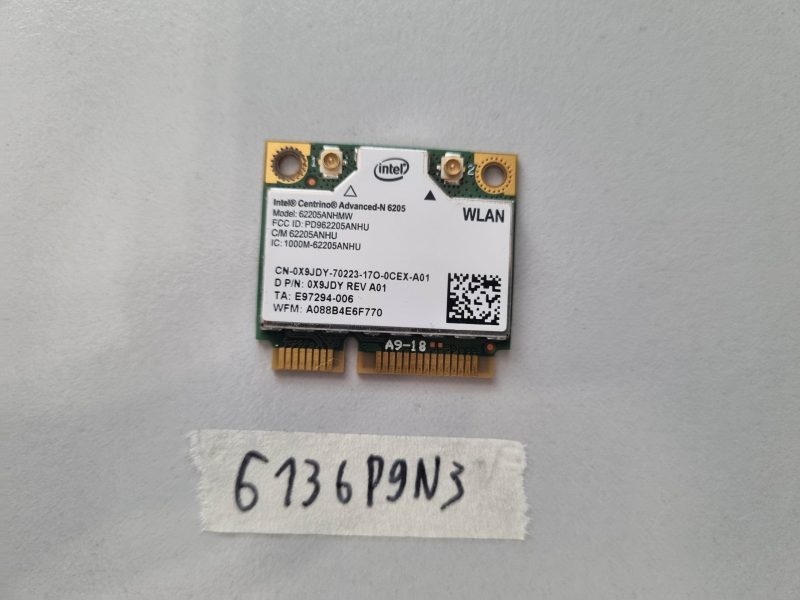 1 intel 2
Intel® Centrino® Advanced-N 6205
WLAN
Model: 62205ANHMW
FCC ID: PD962205ANHU
C/M 62205ANHU
IC: 1000M-62205ANHU
CN-0X9JDY-70223-17O-0CEX-A01
D P/N: 0X9JDY REV A01
TA: E97294-006
WFM: A088B4E6F770
A9-18
6136P9N3